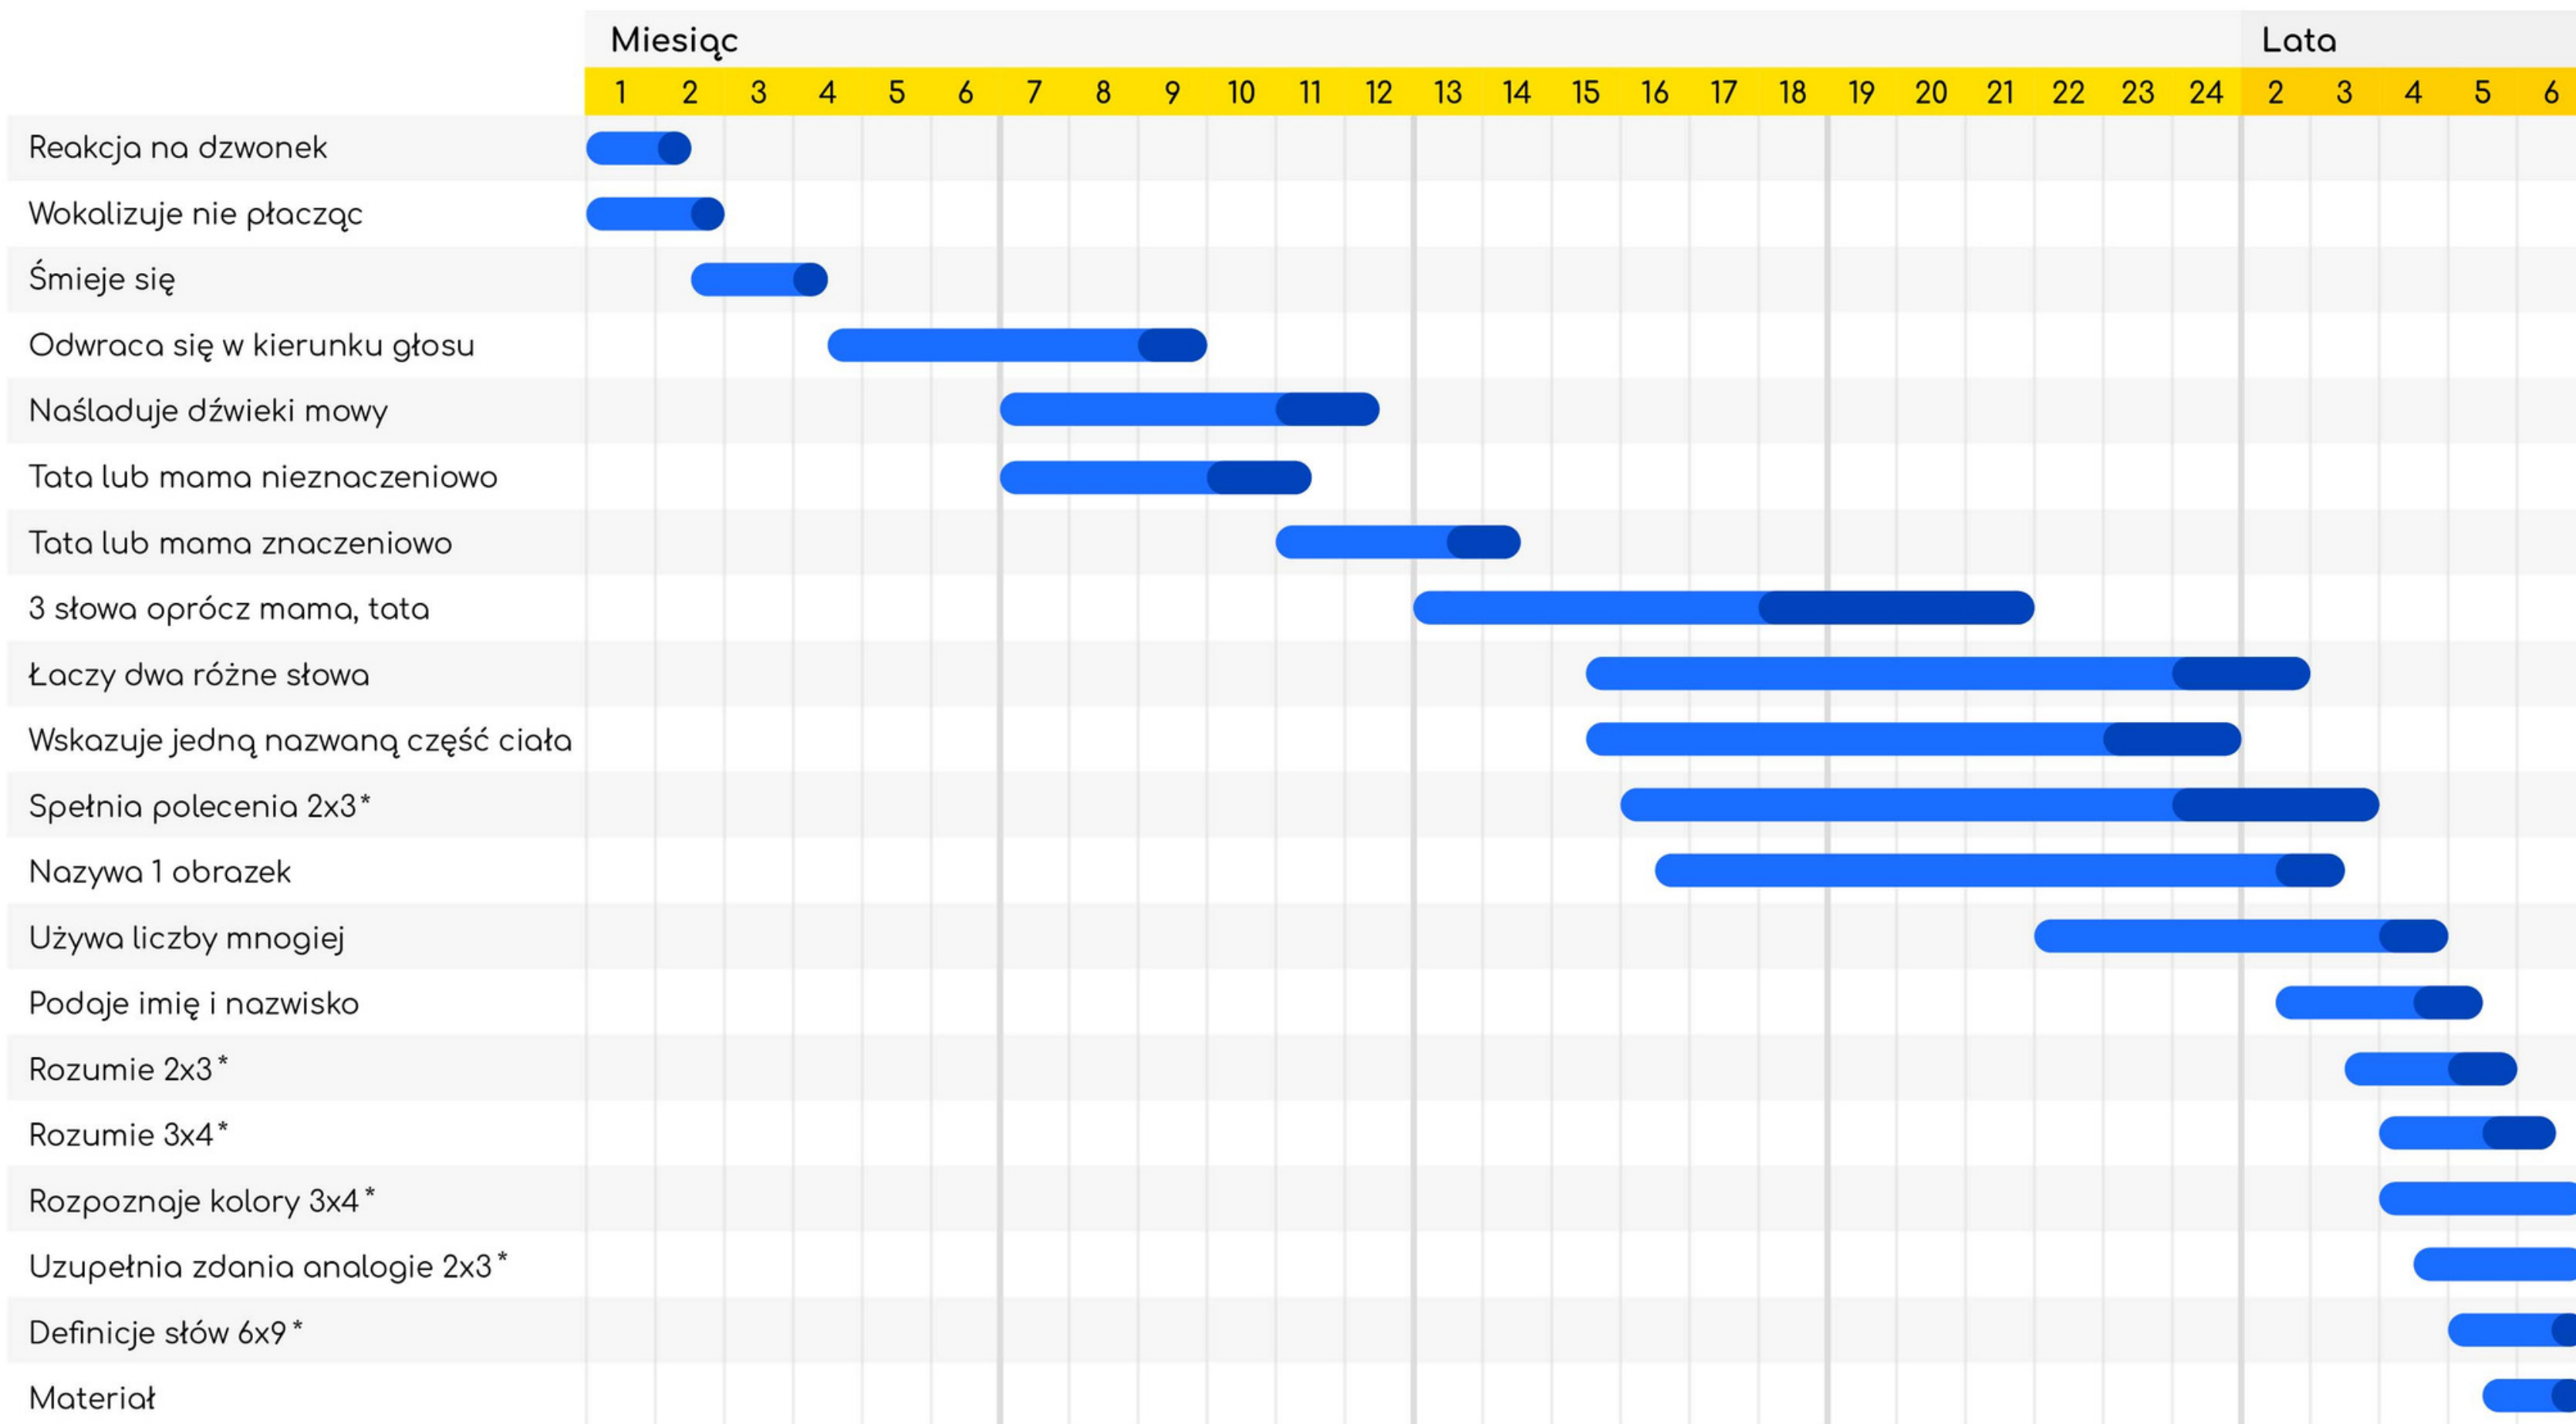 Miesiąc Lata
1 2 3 4 5 6 7 8 9 10 11 12 13 14 15 16 17 18 19 20 21 22 23 24 2 3 4 5 6
Reakcja na dzwonek
Wokalizuje nie płacząc
Śmieje się
Odwraca się w kierunku głosu
Naśladuje dźwieki mowy
Tata lub mama nieznaczeniowo
Tata lub mama znaczeniowo
3 słowa oprócz mama, tata
Łaczy dwa różne słowa
Wskazuje jedną nazwaną część ciała
Spełnia polecenia 2x3*
Nazywa 1 obrazek
Używa liczby mnogiej
Podaje imię i nazwisko
Rozumie 2x3*
Rozumie 3x4*
Rozpoznaje kolory 3x4*
Uzupełnia zdania analogie 2x3*
Definicje słów 6x9*
Materiał